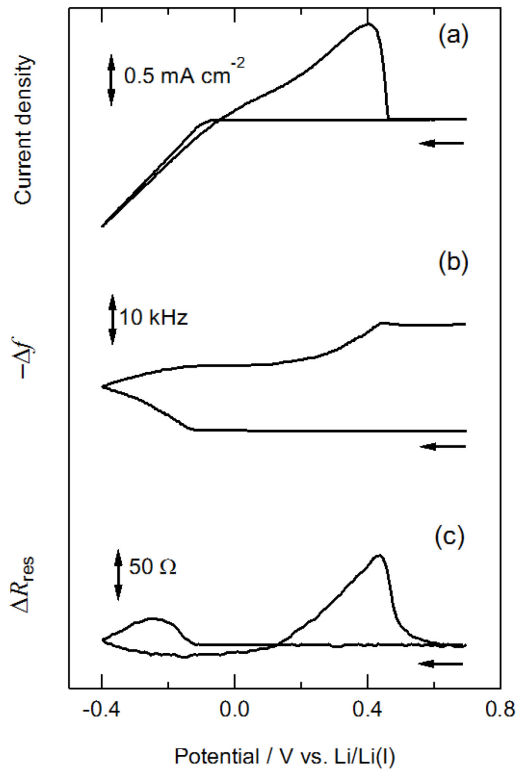 (a)
0.5 mA cm⁻²
Current density
(b)
10 kHz
−Δf
(c)
50 Ω
ΔR_res
-0.4 0.0 0.4 0.8
Potential / V vs. Li/Li(I)